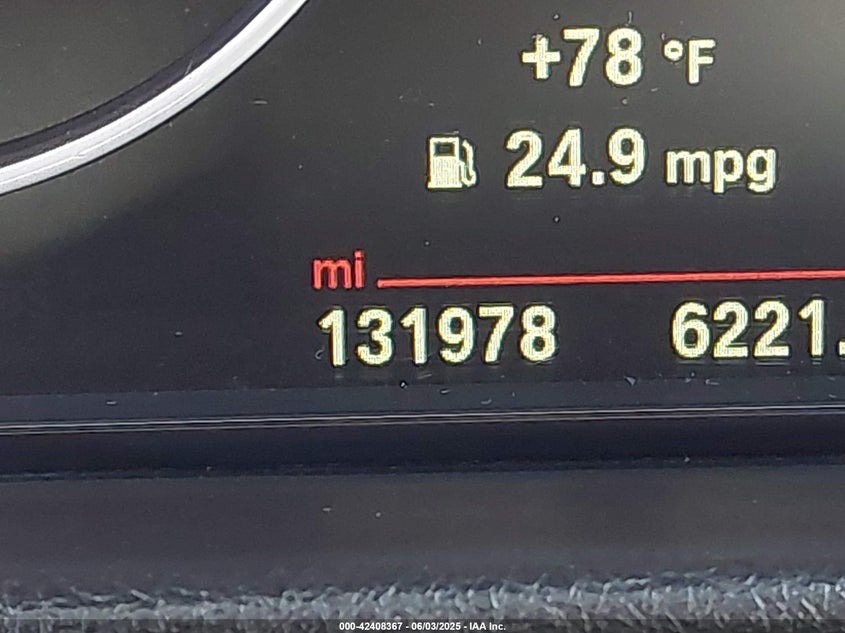 +78 °F
24.9 mpg
mi
131978 6221.
000-42408367 - 06/03/2025 - IAA Inc.